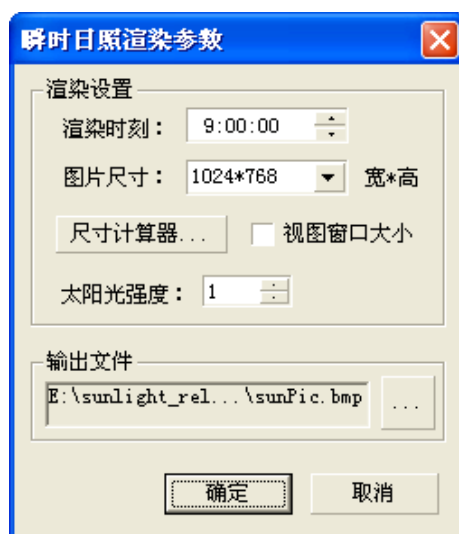 瞬时日照渲染参数
渲染设置
渲染时刻： 9:00:00
图片尺寸： 1024*768 宽*高
尺寸计算器... 视图窗口大小
太阳光强度： 1
输出文件
E:\sunlight_rel...\sunPic.bmp ...
确定 取消